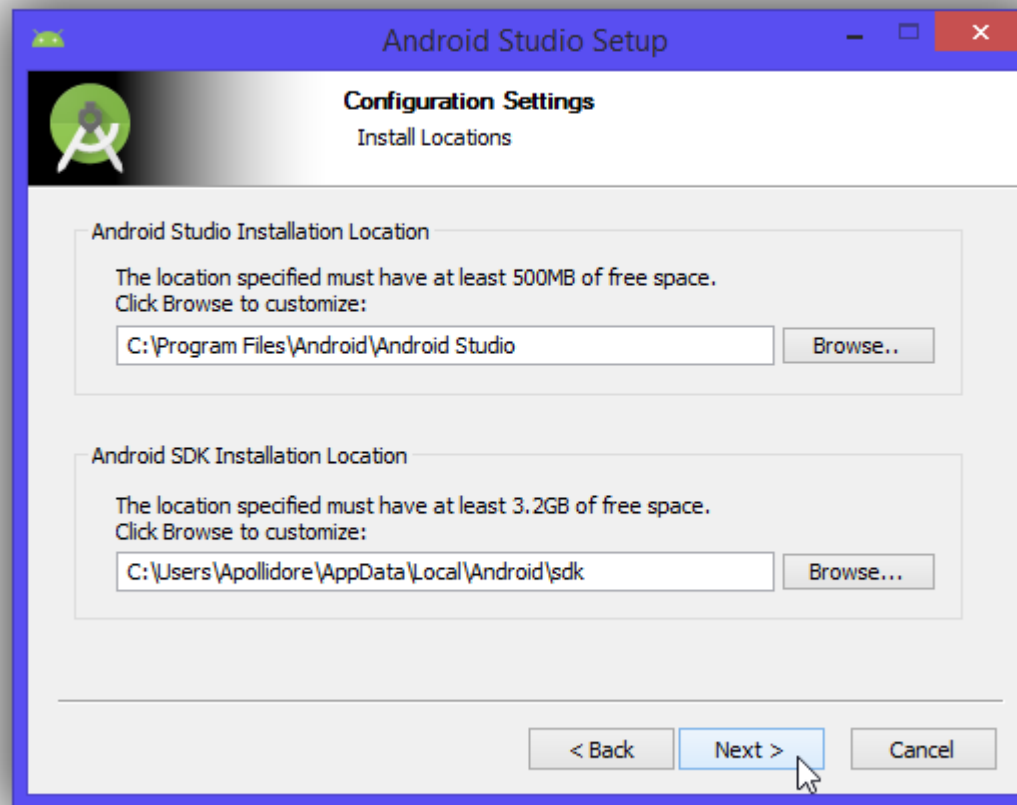 Android Studio Setup
Configuration Settings
Install Locations
Android Studio Installation Location
The location specified must have at least 500MB of free space.
Click Browse to customize:
C:\Program Files\Android\Android Studio
Browse..
Android SDK Installation Location
The location specified must have at least 3.2GB of free space.
Click Browse to customize:
C:\Users\Apollidore\AppData\Local\Android\sdk
Browse...
< Back
Next >
Cancel